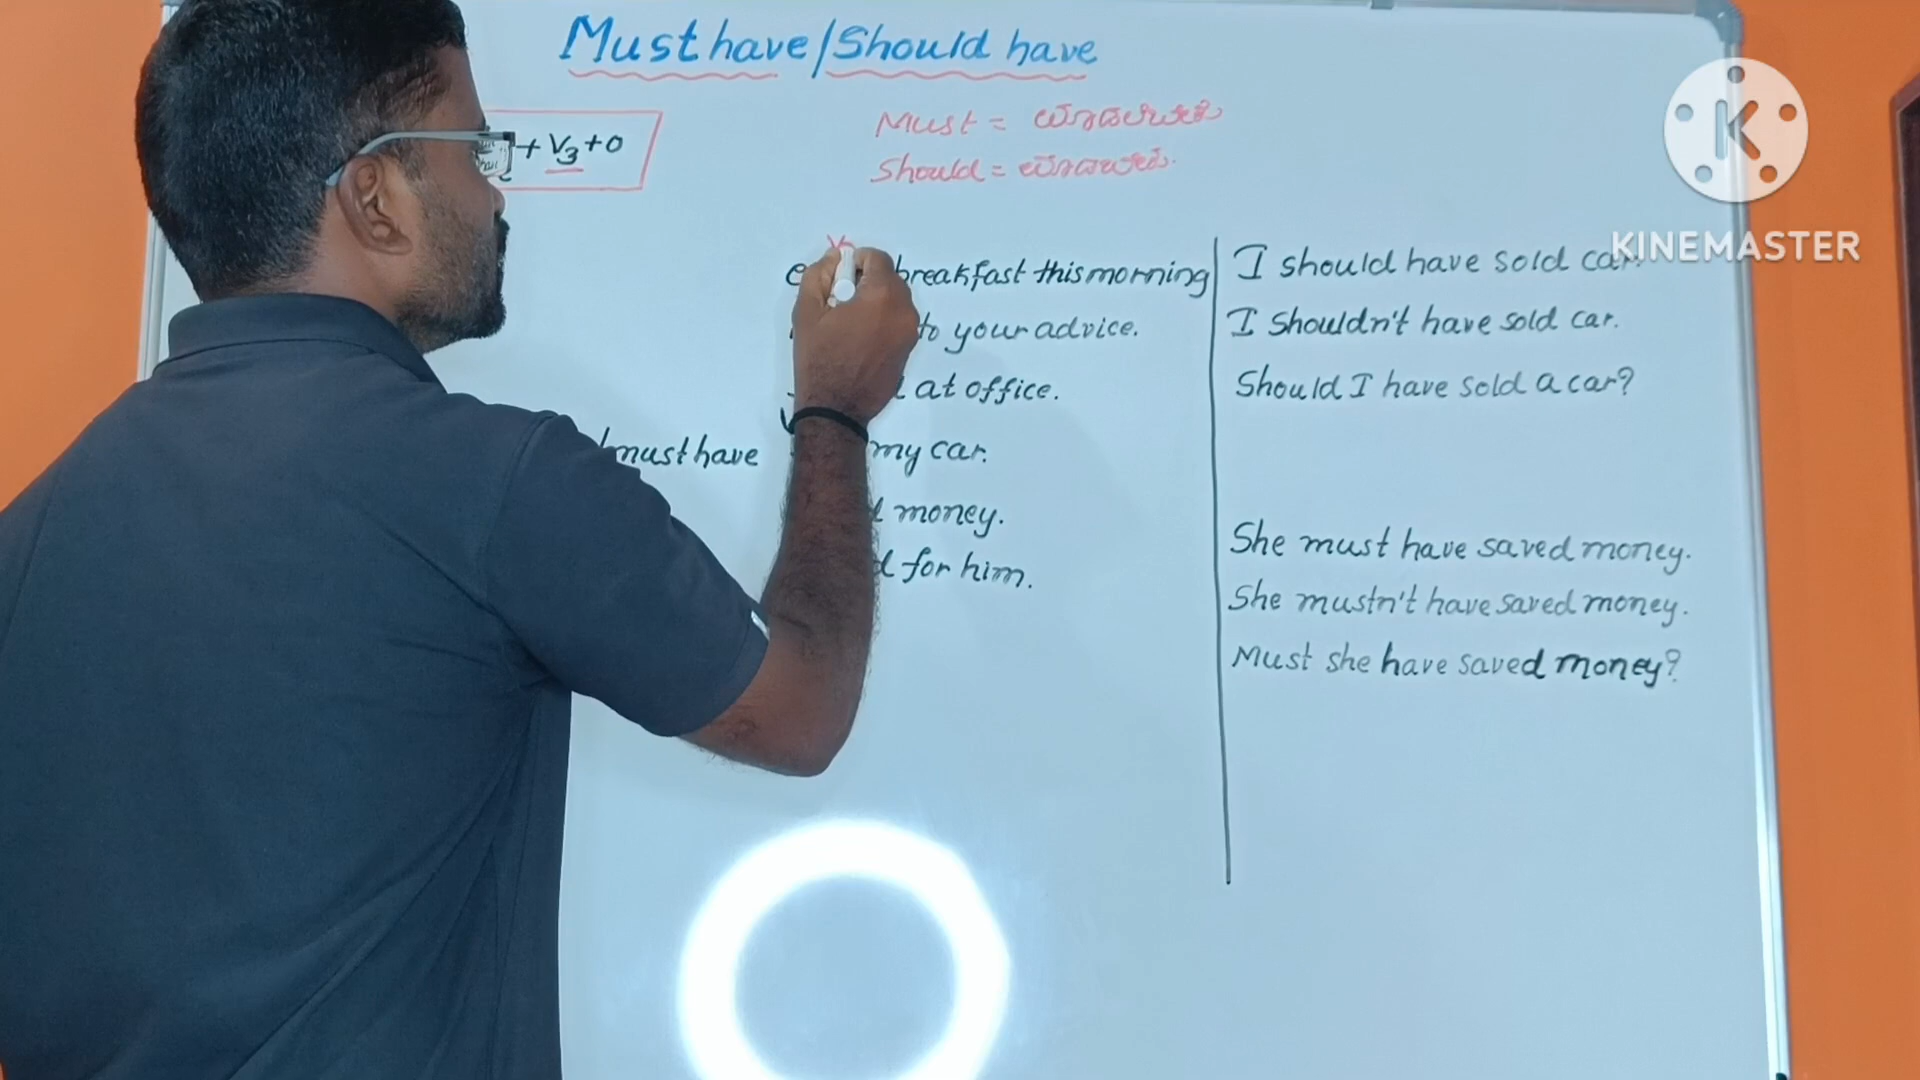 Must have/Should have
+ V3 + O
Must = ಮಾಡಲೇಬೇಕು
Should = ಮಾಡಬೇಕು.
breakfast this morning
to your advice.
at office.
must have my car.
money.
for him.
I should have sold car.
I shouldn't have sold car.
Should I have sold a car?
She must have saved money.
She mustn't have saved money.
Must she have saved money?
K
KINEMASTER